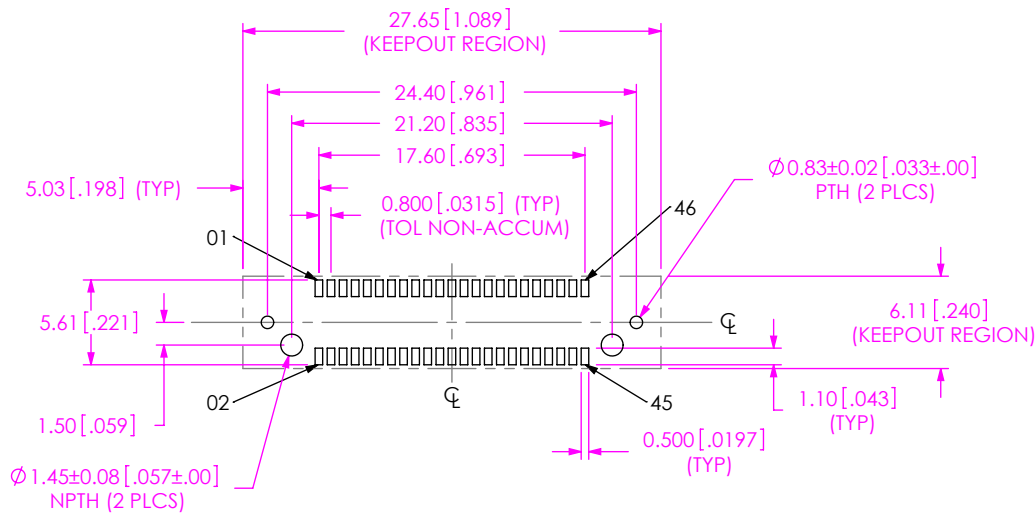 27.65 [1.089]
(KEEPOUT REGION)
24.40 [.961]
21.20 [.835]
17.60 [.693]
Ø0.83±0.02 [.033±.00]
PTH (2 PLCS)
5.03 [.198] (TYP)
0.800 [.0315] (TYP)
(TOL NON-ACCUM)
46
01
5.61 [.221]
℄
6.11 [.240]
(KEEPOUT REGION)
02
℄
45
1.10 [.043]
(TYP)
1.50 [.059]
0.500 [.0197]
(TYP)
Ø1.45±0.08 [.057±.00]
NPTH (2 PLCS)